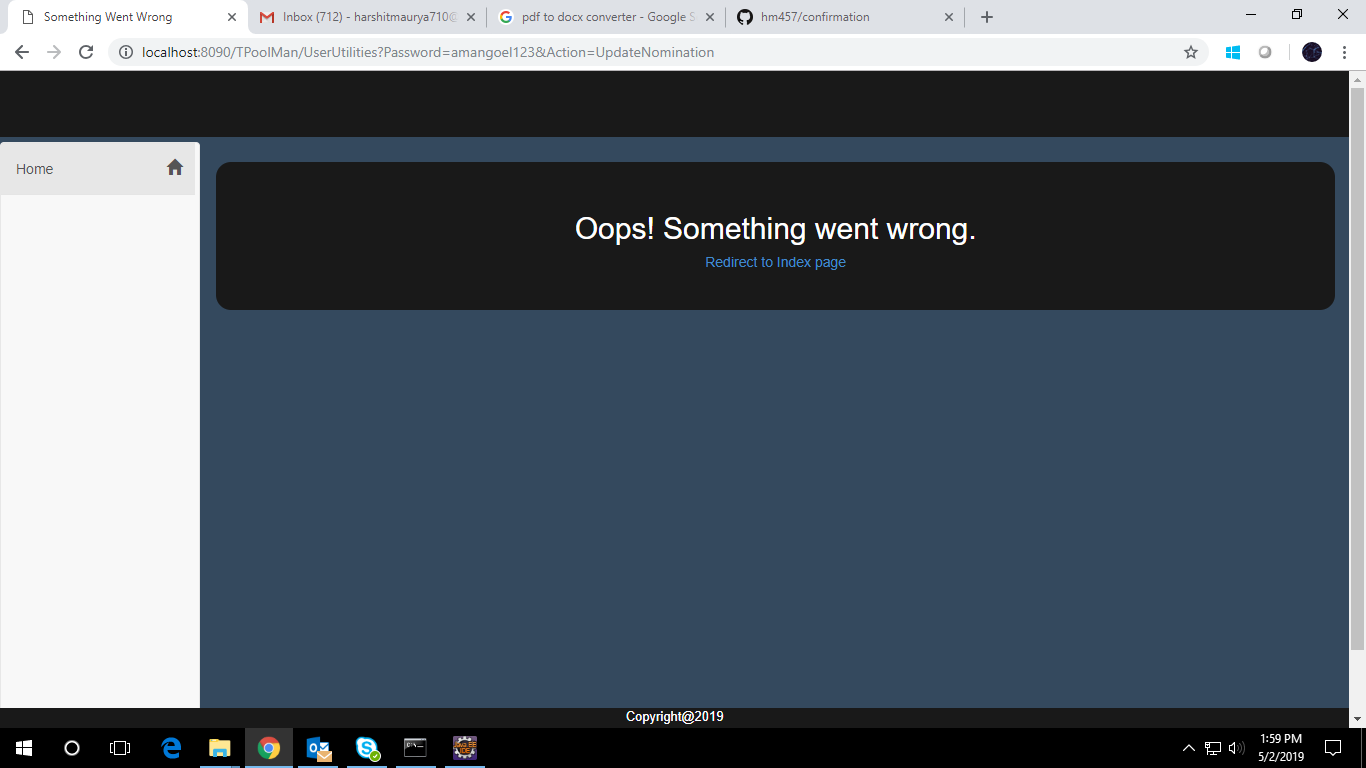 Something Went Wrong
Inbox (712) - harshitmaurya710@
pdf to docx converter - Google S
hm457/confirmation
localhost:8090/TPoolMan/UserUtilities?Password=amangoel123&Action=UpdateNomination
Home
Oops! Something went wrong.
Redirect to Index page
Copyright@2019
1:59 PM
5/2/2019